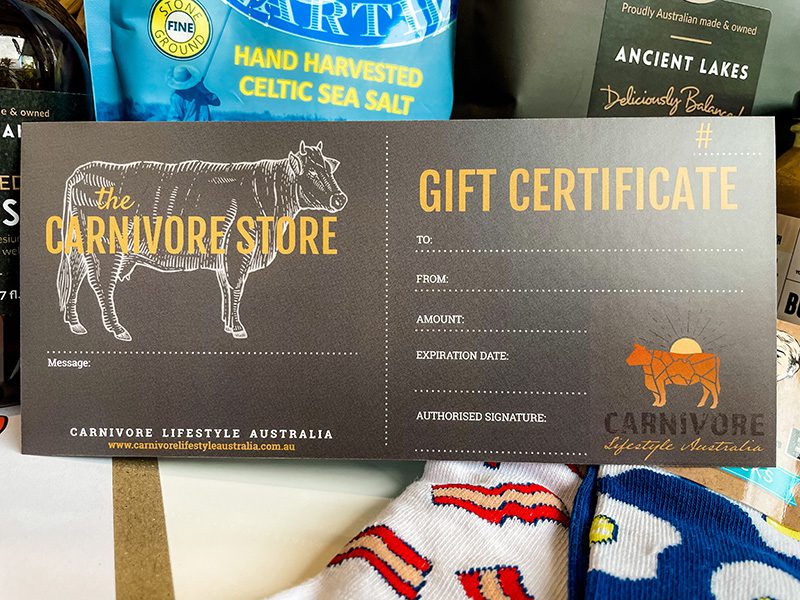 STONE
FINE
GROUND
HAND HARVESTED
CELTIC SEA SALT
Proudly Australian made & owned
ANCIENT LAKES
Deliciously Balanced
& owned
#
the
CARNIVORE STORE
GIFT CERTIFICATE
TO:
FROM:
AMOUNT:
EXPIRATION DATE:
AUTHORISED SIGNATURE:
Message:
CARNIVORE LIFESTYLE AUSTRALIA
www.carnivorelifestyleaustralia.com.au
CARNIVORE
Lifestyle Australia